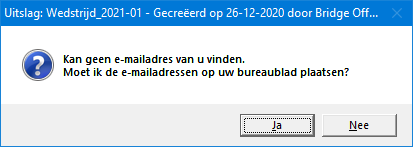 Uitslag: Wedstrijd_2021-01 - Gecreëerd op 26-12-2020 door Bridge Off...
Kan geen e-mailadres van u vinden.
Moet ik de e-mailadressen op uw bureaublad plaatsen?
Ja
Nee